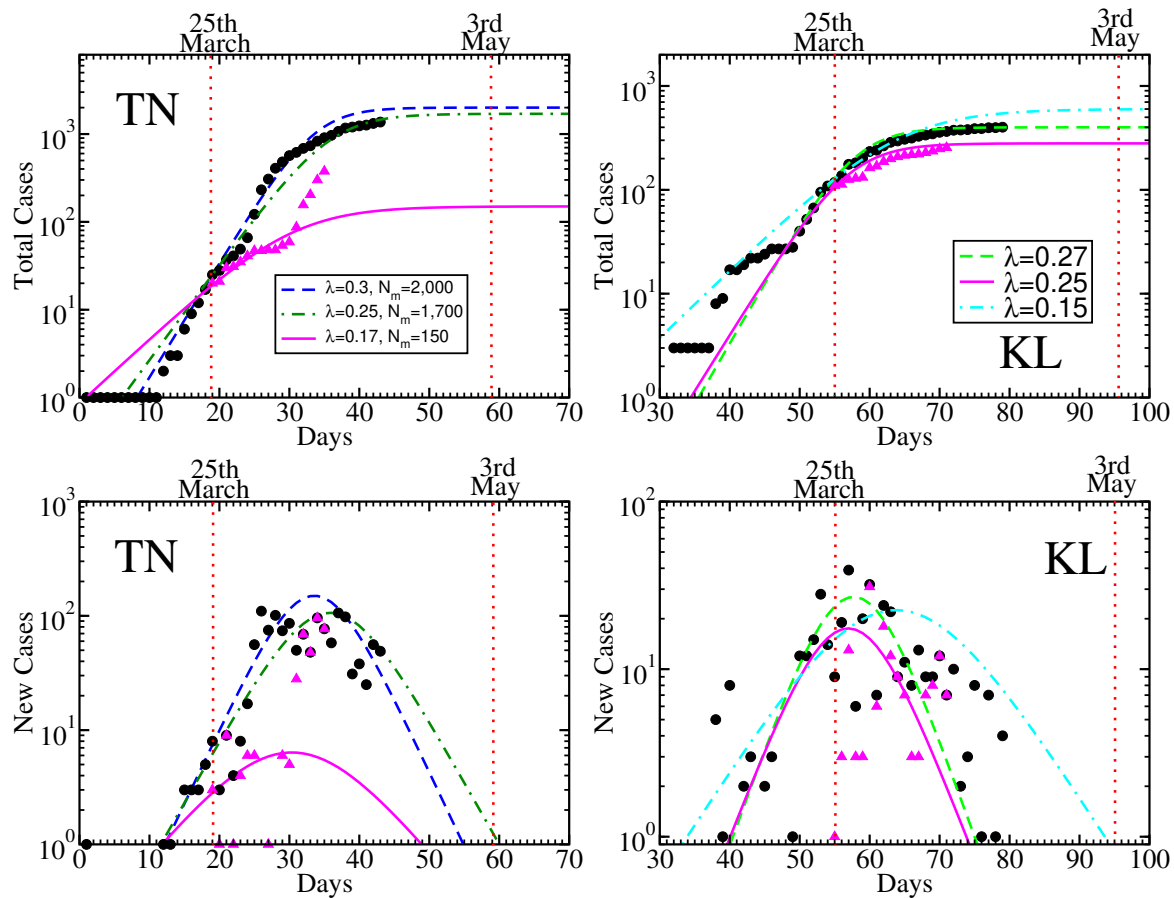 25th
March
3rd
May
25th
March
3rd
May
TN
KL
Total Cases
Total Cases
10^3
10^2
10^1
10^0
10^3
10^2
10^1
10^0
λ=0.3, N_m=2,000
λ=0.25, N_m=1,700
λ=0.17, N_m=150
λ=0.27
λ=0.25
λ=0.15
0 10 20 30 40 50 60 70
30 40 50 60 70 80 90 100
Days
Days
25th
March
3rd
May
25th
March
3rd
May
TN
KL
New Cases
New Cases
10^3
10^2
10^1
10^0
10^2
10^1
10^0
0 10 20 30 40 50 60 70
30 40 50 60 70 80 90 100
Days
Days